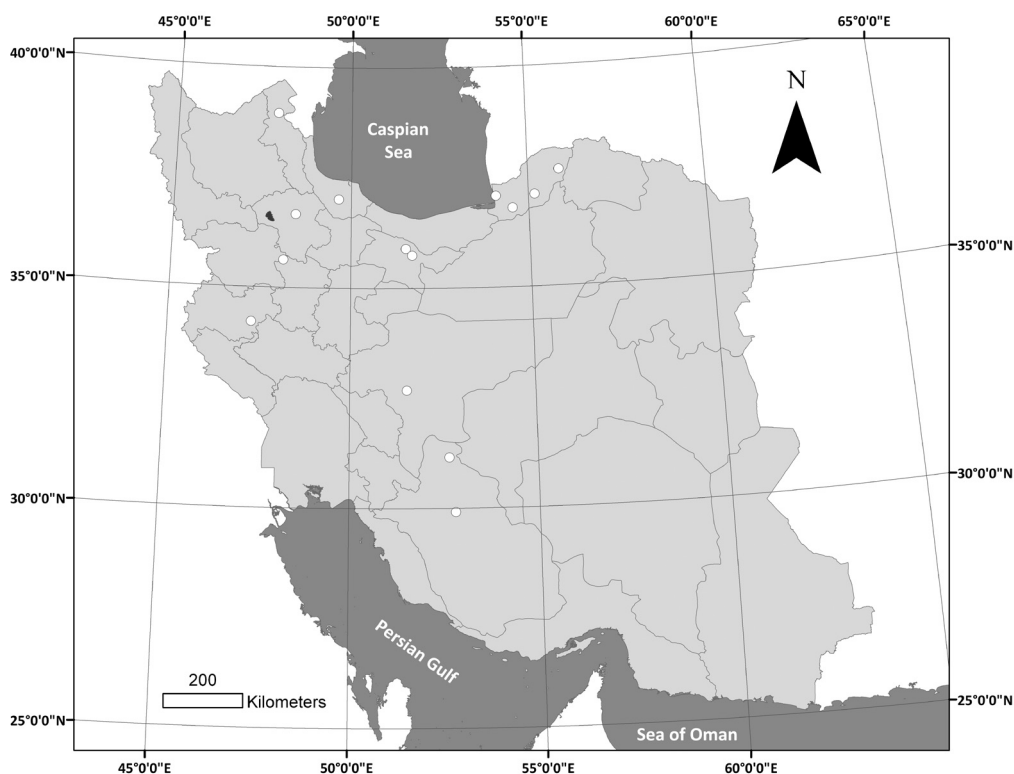 45°0'0"E 50°0'0"E 55°0'0"E 60°0'0"E 65°0'0"E
40°0'0"N
N
Caspian
Sea
35°0'0"N 35°0'0"N
30°0'0"N 30°0'0"N
Persian Gulf
200
Kilometers
25°0'0"N 25°0'0"N
Sea of Oman
45°0'0"E 50°0'0"E 55°0'0"E 60°0'0"E